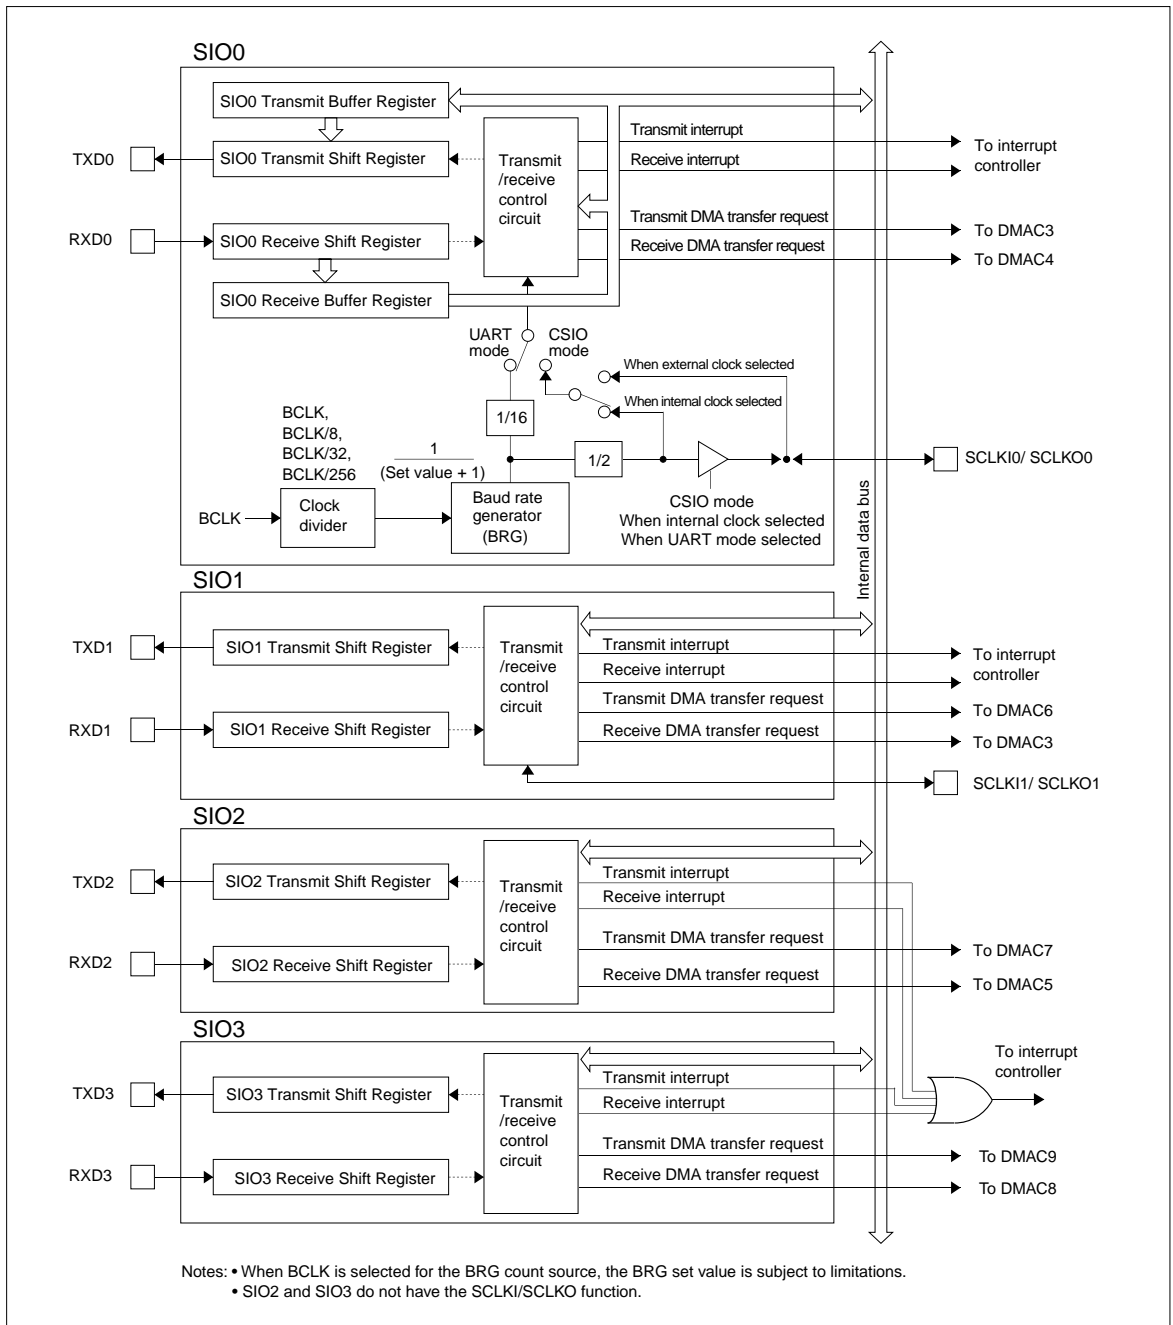 SIO0
SIO0 Transmit Buffer Register
Transmit interrupt
TXD0
SIO0 Transmit Shift Register
Transmit
/receive
control
circuit
Receive interrupt
To interrupt
controller
Transmit DMA transfer request
RXD0
SIO0 Receive Shift Register
To DMAC3
Receive DMA transfer request
To DMAC4
SIO0 Receive Buffer Register
UART
mode
CSIO
mode
When external clock selected
When internal clock selected
1/16
BCLK,
BCLK/8,
BCLK/32,
BCLK/256
1
(Set value + 1)
1/2
SCLKI0/ SCLKO0
BCLK
Clock
divider
Baud rate
generator
(BRG)
CSIO mode
When internal clock selected
When UART mode selected
Internal data bus
SIO1
TXD1
SIO1 Transmit Shift Register
Transmit
/receive
control
circuit
Transmit interrupt
Receive interrupt
To interrupt
controller
Transmit DMA transfer request
To DMAC6
RXD1
SIO1 Receive Shift Register
Receive DMA transfer request
To DMAC3
SCLKI1/ SCLKO1
SIO2
TXD2
SIO2 Transmit Shift Register
Transmit
/receive
control
circuit
Transmit interrupt
Receive interrupt
Transmit DMA transfer request
To DMAC7
RXD2
SIO2 Receive Shift Register
Receive DMA transfer request
To DMAC5
SIO3
To interrupt
controller
TXD3
SIO3 Transmit Shift Register
Transmit
/receive
control
circuit
Transmit interrupt
Receive interrupt
Transmit DMA transfer request
To DMAC9
RXD3
SIO3 Receive Shift Register
Receive DMA transfer request
To DMAC8
Notes: • When BCLK is selected for the BRG count source, the BRG set value is subject to limitations.
• SIO2 and SIO3 do not have the SCLKI/SCLKO function.